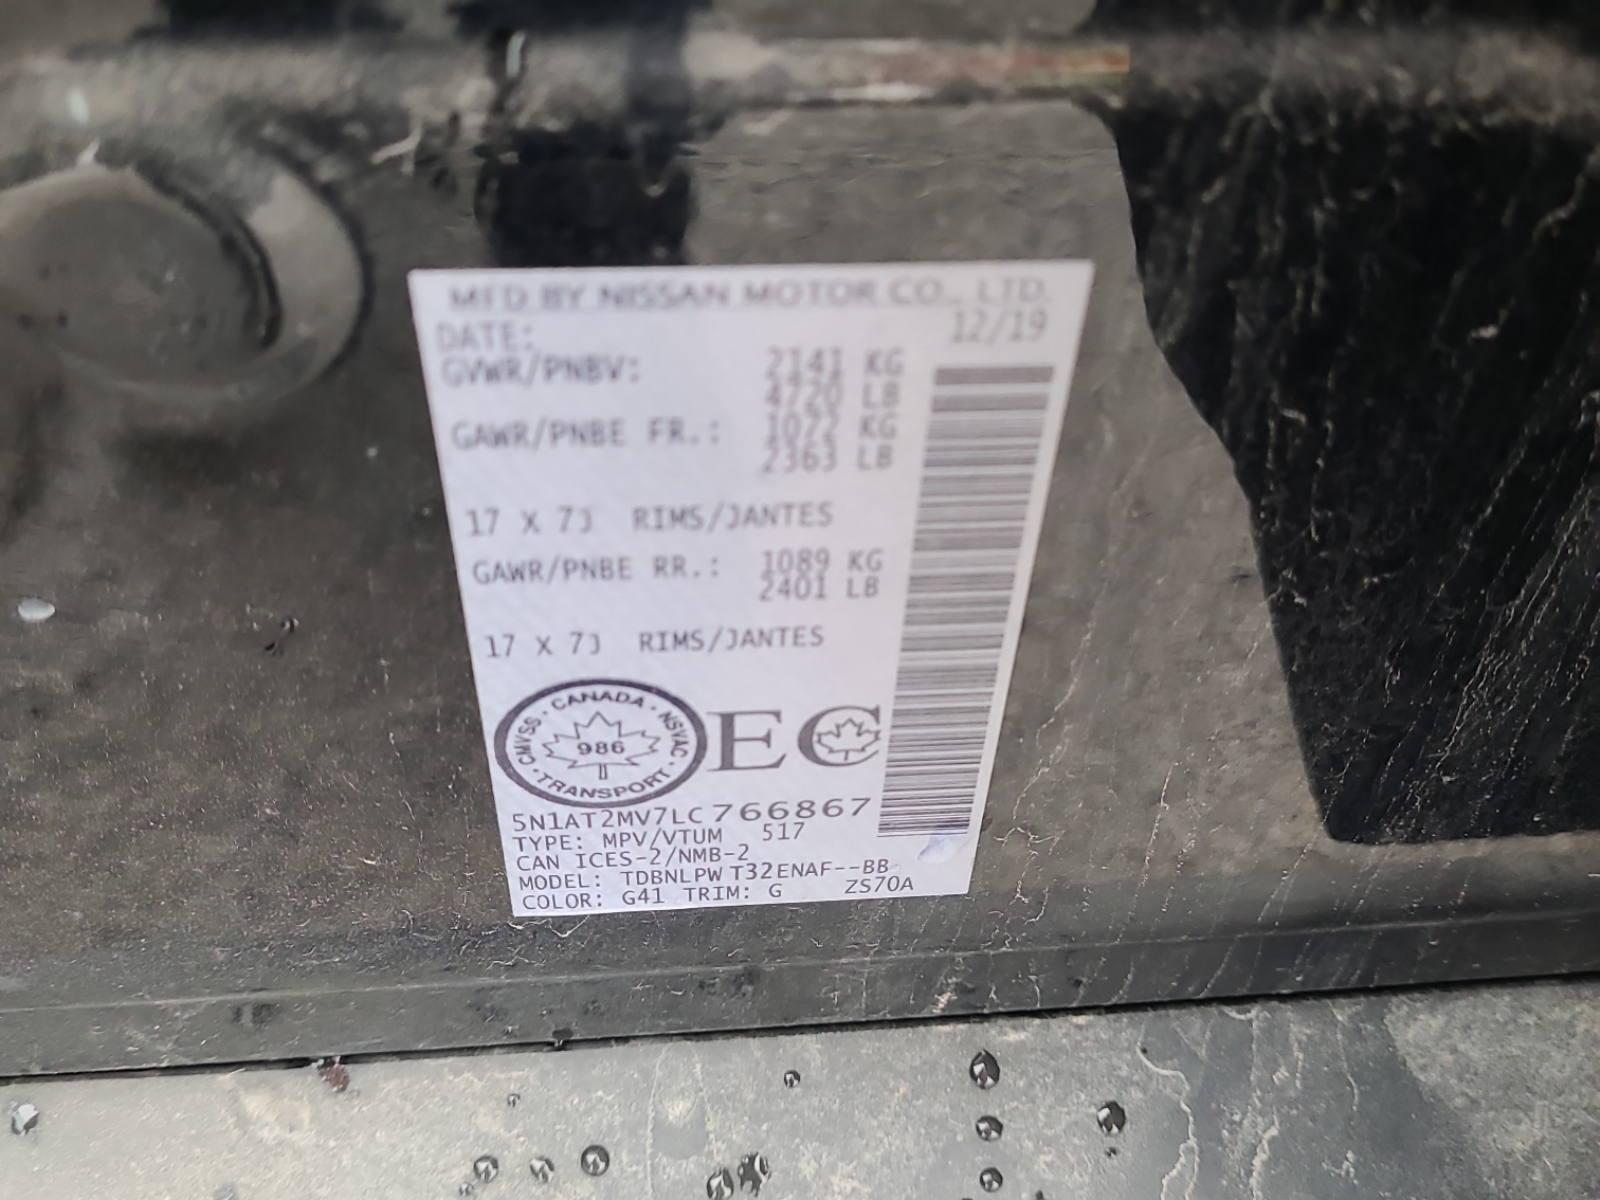 MFD BY NISSAN MOTOR CO., LTD.
DATE: 12/19
GVWR/PNBV: 2141 KG
4720 LB
GAWR/PNBE FR.: 1072 KG
2363 LB
17 X 7J RIMS/JANTES
GAWR/PNBE RR.: 1089 KG
2401 LB
17 X 7J RIMS/JANTES
CANADA · NSVAC · TRANSPORT · CMVSS ·
986
EC
5N1AT2MV7LC766867
TYPE: MPV/VTUM 517
CAN ICES-2/NMB-2
MODEL: TDBNLPW T32ENAF--BB
COLOR: G41 TRIM: G ZS70A